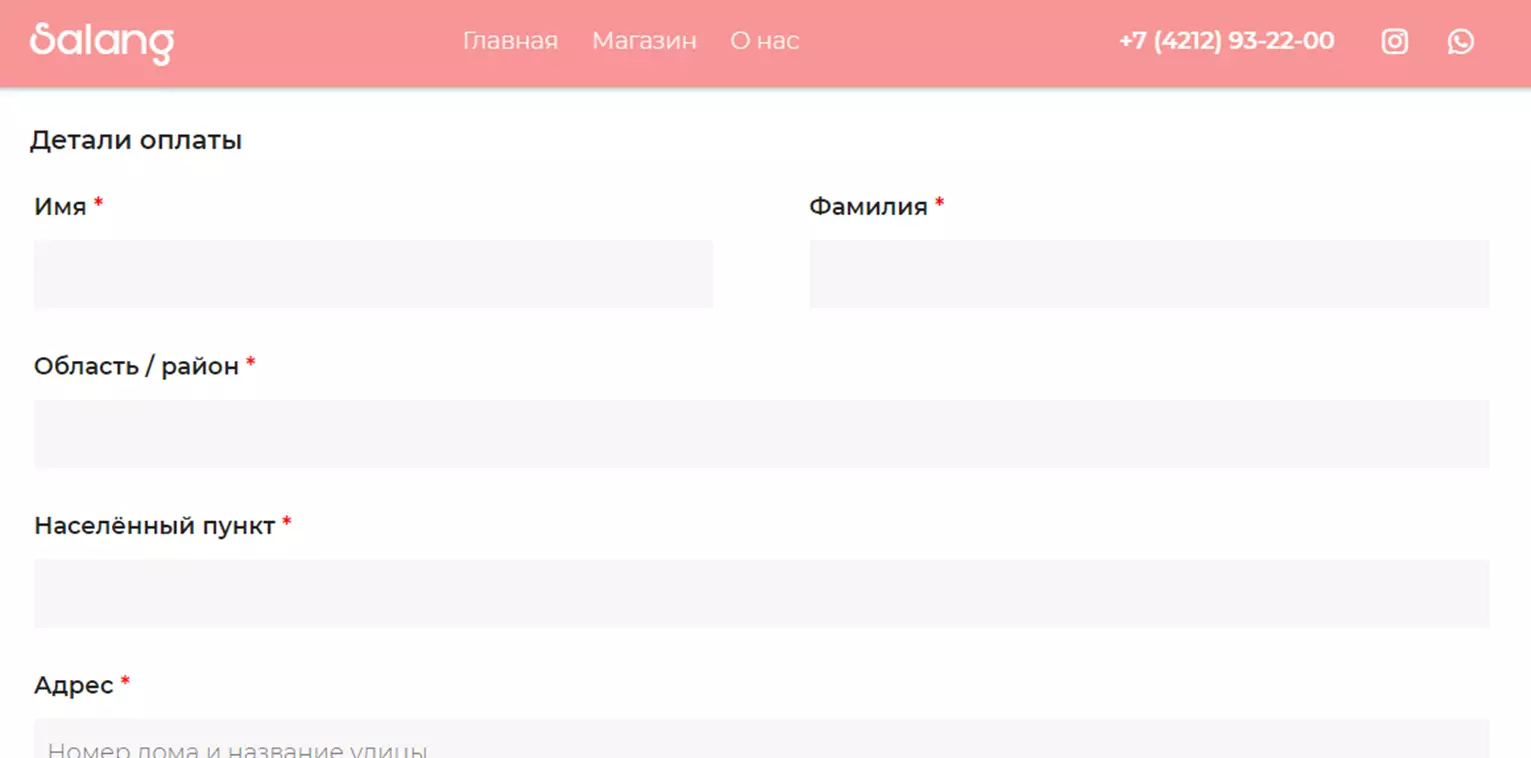 Salang Главная Магазин О нас +7 (4212) 93-22-00
Детали оплаты
Имя * Фамилия *
Область / район *
Населённый пункт *
Адрес *
Номер дома и название улицы